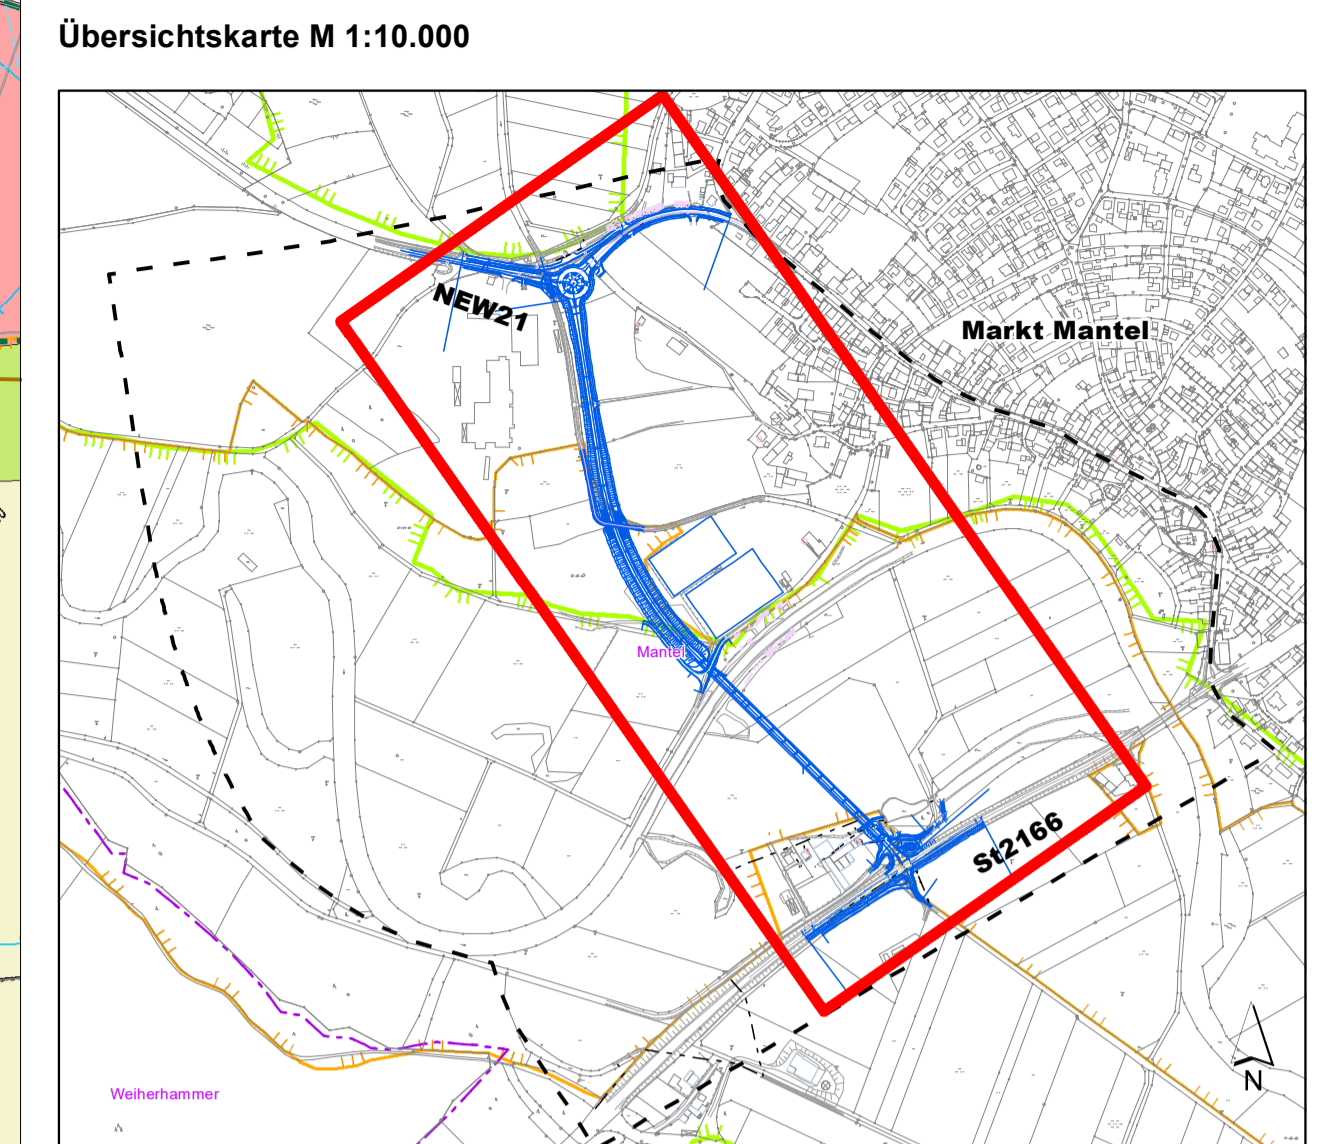 Übersichtskarte M 1:10.000
NEW21
Markt Mantel
Mantel
St2166
Weiherhammer
N